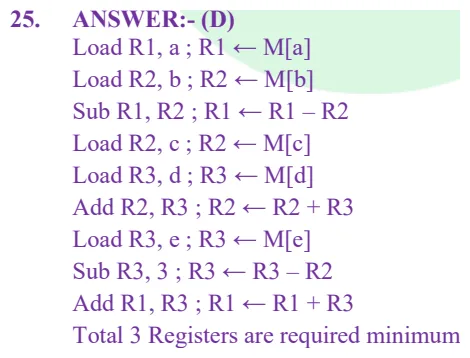 25. ANSWER:- (D)
Load R1, a ; R1 ← M[a]
Load R2, b ; R2 ← M[b]
Sub R1, R2 ; R1 ← R1 – R2
Load R2, c ; R2 ← M[c]
Load R3, d ; R3 ← M[d]
Add R2, R3 ; R2 ← R2 + R3
Load R3, e ; R3 ← M[e]
Sub R3, 3 ; R3 ← R3 – R2
Add R1, R3 ; R1 ← R1 + R3
Total 3 Registers are required minimum